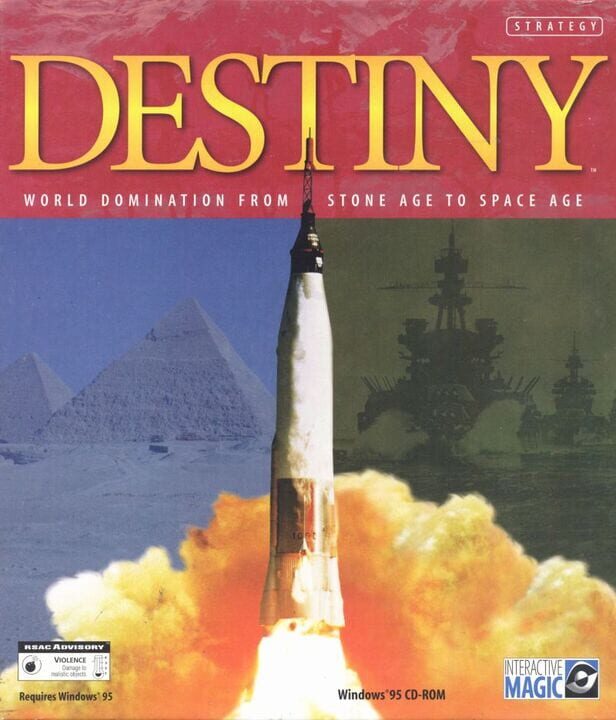 STRATEGY
DESTINY
™
WORLD DOMINATION FROM STONE AGE TO SPACE AGE
RSAC ADVISORY
VIOLENCE
Damage to
realistic objects
Requires Windows® 95
Windows® 95 CD-ROM
INTERACTIVE
MAGIC